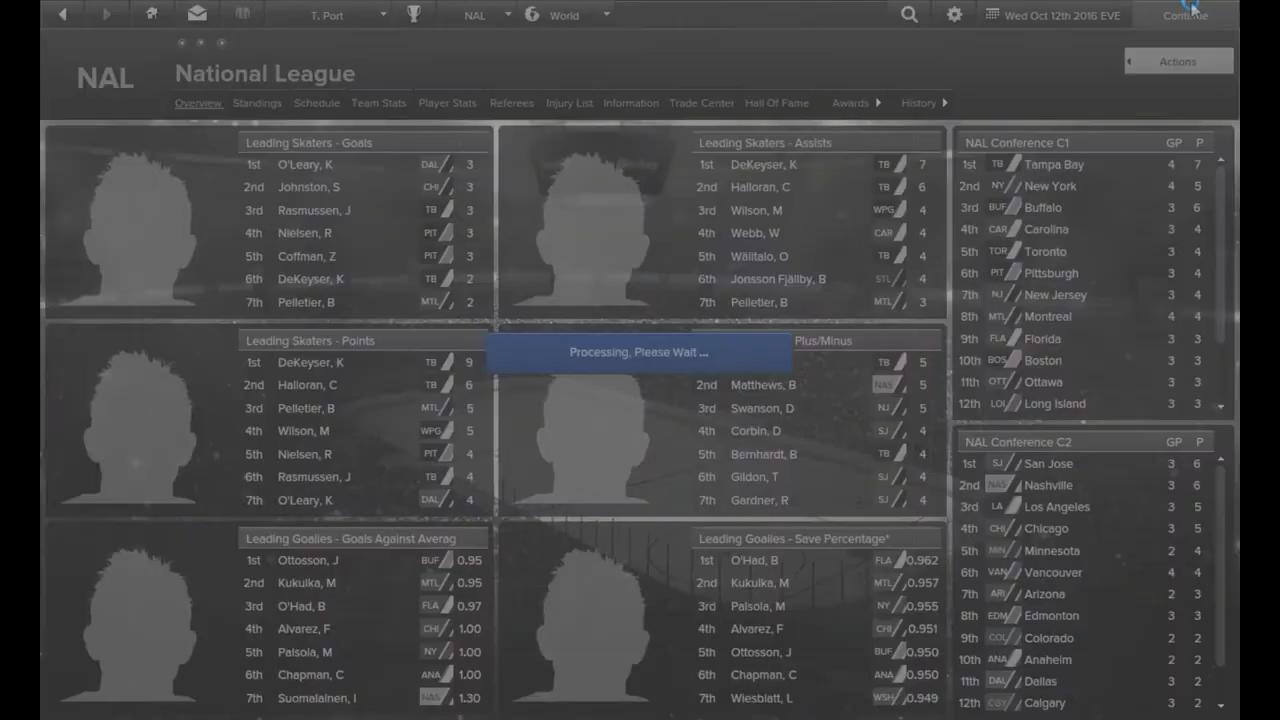 T. Port NAL World Wed Oct 12th 2016 EVE Continue
NAL National League Actions
Overview Standings Schedule Team Stats Player Stats Referees Injury List Information Trade Center Hall Of Fame Awards History
Leading Skaters - Goals
1st O'Leary, K DAL 3
2nd Johnston, S CHI 3
3rd Rasmussen, J TB 3
4th Nielsen, R PIT 3
5th Coffman, Z PIT 3
6th DeKeyser, K TB 2
7th Pelletier, B MTL 2
Leading Skaters - Assists
1st DeKeyser, K TB 7
2nd Halloran, C TB 6
3rd Wilson, M WPG 4
4th Webb, W CAR 4
5th Wälitalo, O TB 4
6th Jonsson Fjällby, B STL 4
7th Pelletier, B MTL 3
NAL Conference C1 GP P
1st TB Tampa Bay 4 7
2nd NY New York 4 5
3rd BUF Buffalo 3 6
4th CAR Carolina 3 4
5th TOR Toronto 3 4
6th PIT Pittsburgh 3 4
7th NJ New Jersey 3 4
8th MTL Montreal 4 4
9th FLA Florida 3 3
10th BOS Boston 3 3
11th OTT Ottawa 3 3
12th LOI Long Island 3 3
Leading Skaters - Points
1st DeKeyser, K TB 9
2nd Halloran, C TB 6
3rd Pelletier, B MTL 5
4th Wilson, M WPG 5
5th Nielsen, R PIT 4
6th Rasmussen, J TB 4
7th O'Leary, K DAL 4
Processing, Please Wait ...
Plus/Minus
TB 5
2nd Matthews, B NAS 5
3rd Swanson, D NJ 5
4th Corbin, D SJ 4
5th Bernhardt, B TB 4
6th Gildon, T SJ 4
7th Gardner, R SJ 4
NAL Conference C2 GP P
1st SJ San Jose 3 6
2nd NAS Nashville 3 6
3rd LA Los Angeles 3 5
4th CHI Chicago 3 5
5th MIN Minnesota 2 4
6th VAN Vancouver 4 4
7th ARI Arizona 2 3
8th EDM Edmonton 3 3
9th COL Colorado 2 2
10th ANA Anaheim 2 2
11th DAL Dallas 3 2
12th CGY Calgary 3 2
Leading Goalies - Goals Against Averag
1st Ottosson, J BUF 0.95
2nd Kukulka, M MTL 0.95
3rd O'Had, B FLA 0.97
4th Alvarez, F CHI 1.00
5th Palsola, M NY 1.00
6th Chapman, C ANA 1.00
7th Suomalainen, I NAS 1.30
Leading Goalies - Save Percentage*
1st O'Had, B FLA 0.962
2nd Kukulka, M MTL 0.957
3rd Palsola, M NY 0.955
4th Alvarez, F CHI 0.951
5th Ottosson, J BUF 0.950
6th Chapman, C ANA 0.950
7th Wiesblatt, L WSH 0.949